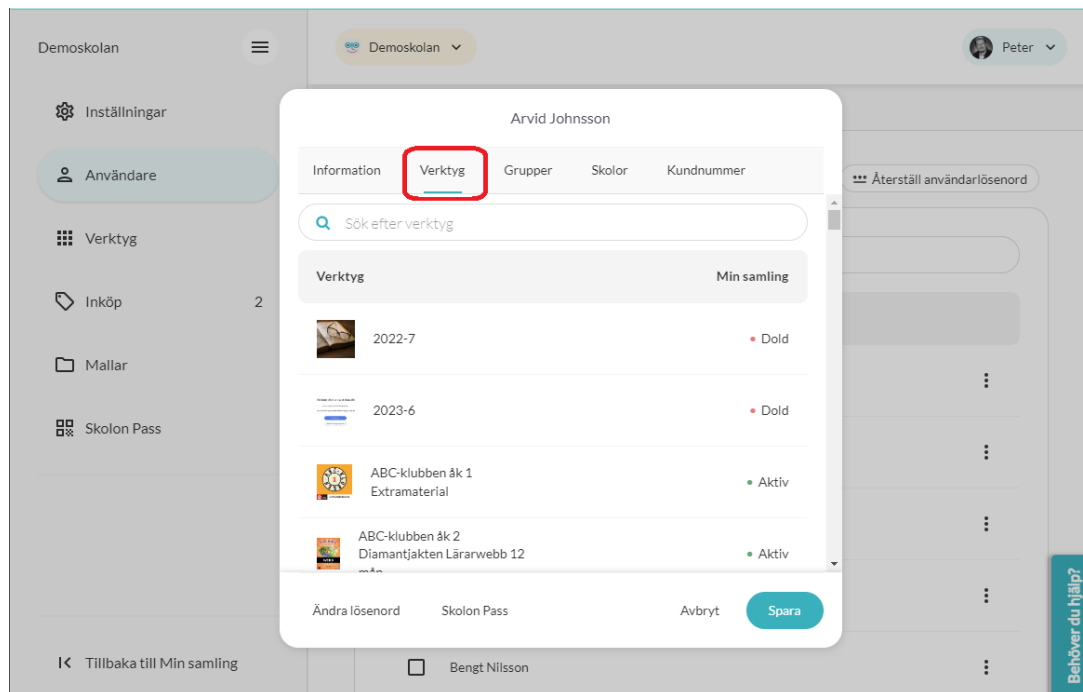 Demoskolan
Demoskolan
Peter
Inställningar
Användare
Verktyg
Inköp 2
Mallar
Skolon Pass
Tillbaka till Min samling
Återställ användarlösenord
Arvid Johnsson
Information Verktyg Grupper Skolor Kundnummer
Sök efter verktyg
Verktyg Min samling
2022-7 Dold
2023-6 Dold
ABC-klubben åk 1
Extramaterial
Aktiv
ABC-klubben åk 2
Diamantjakten Lärarwebb 12
mån
Aktiv
Ändra lösenord Skolon Pass Avbryt Spara
Bengt Nilsson
Behöver du hjälp?